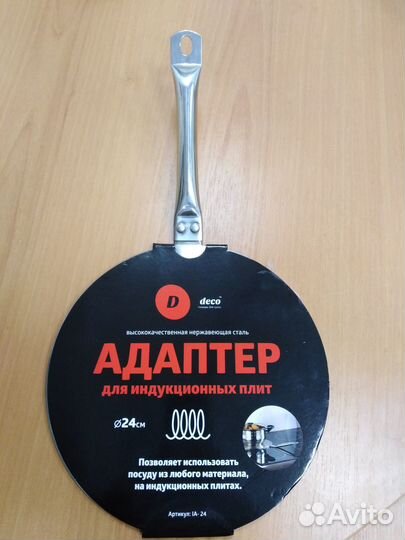 D
deco
высококачественная нержавеющая сталь
АДАПТЕР
для индукционных плит
⌀24см
Позволяет использовать
посуду из любого материала,
на индукционных плитах.
Артикул: IA- 24
Avito